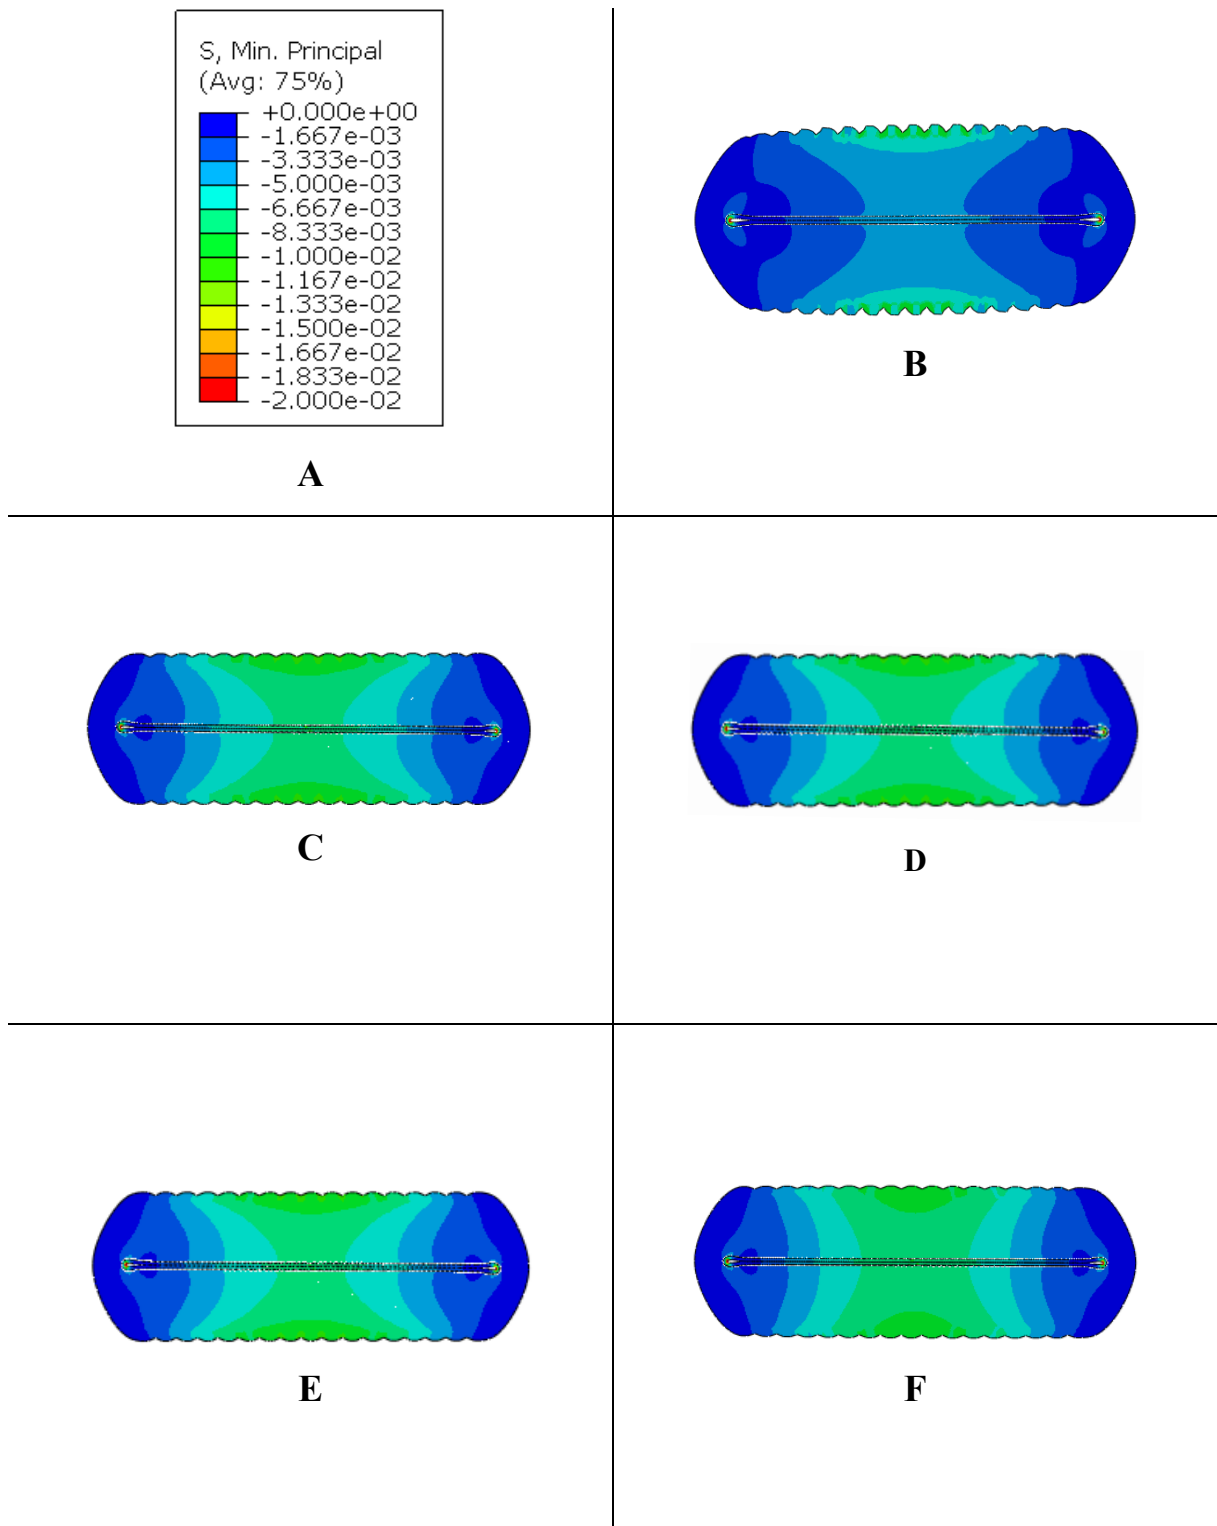 S, Min. Principal
(Avg: 75%)
+0.000e+00
-1.667e-03
-3.333e-03
-5.000e-03
-6.667e-03
-8.333e-03
-1.000e-02
-1.167e-02
-1.333e-02
-1.500e-02
-1.667e-02
-1.833e-02
-2.000e-02
A
B
C
D
E
F